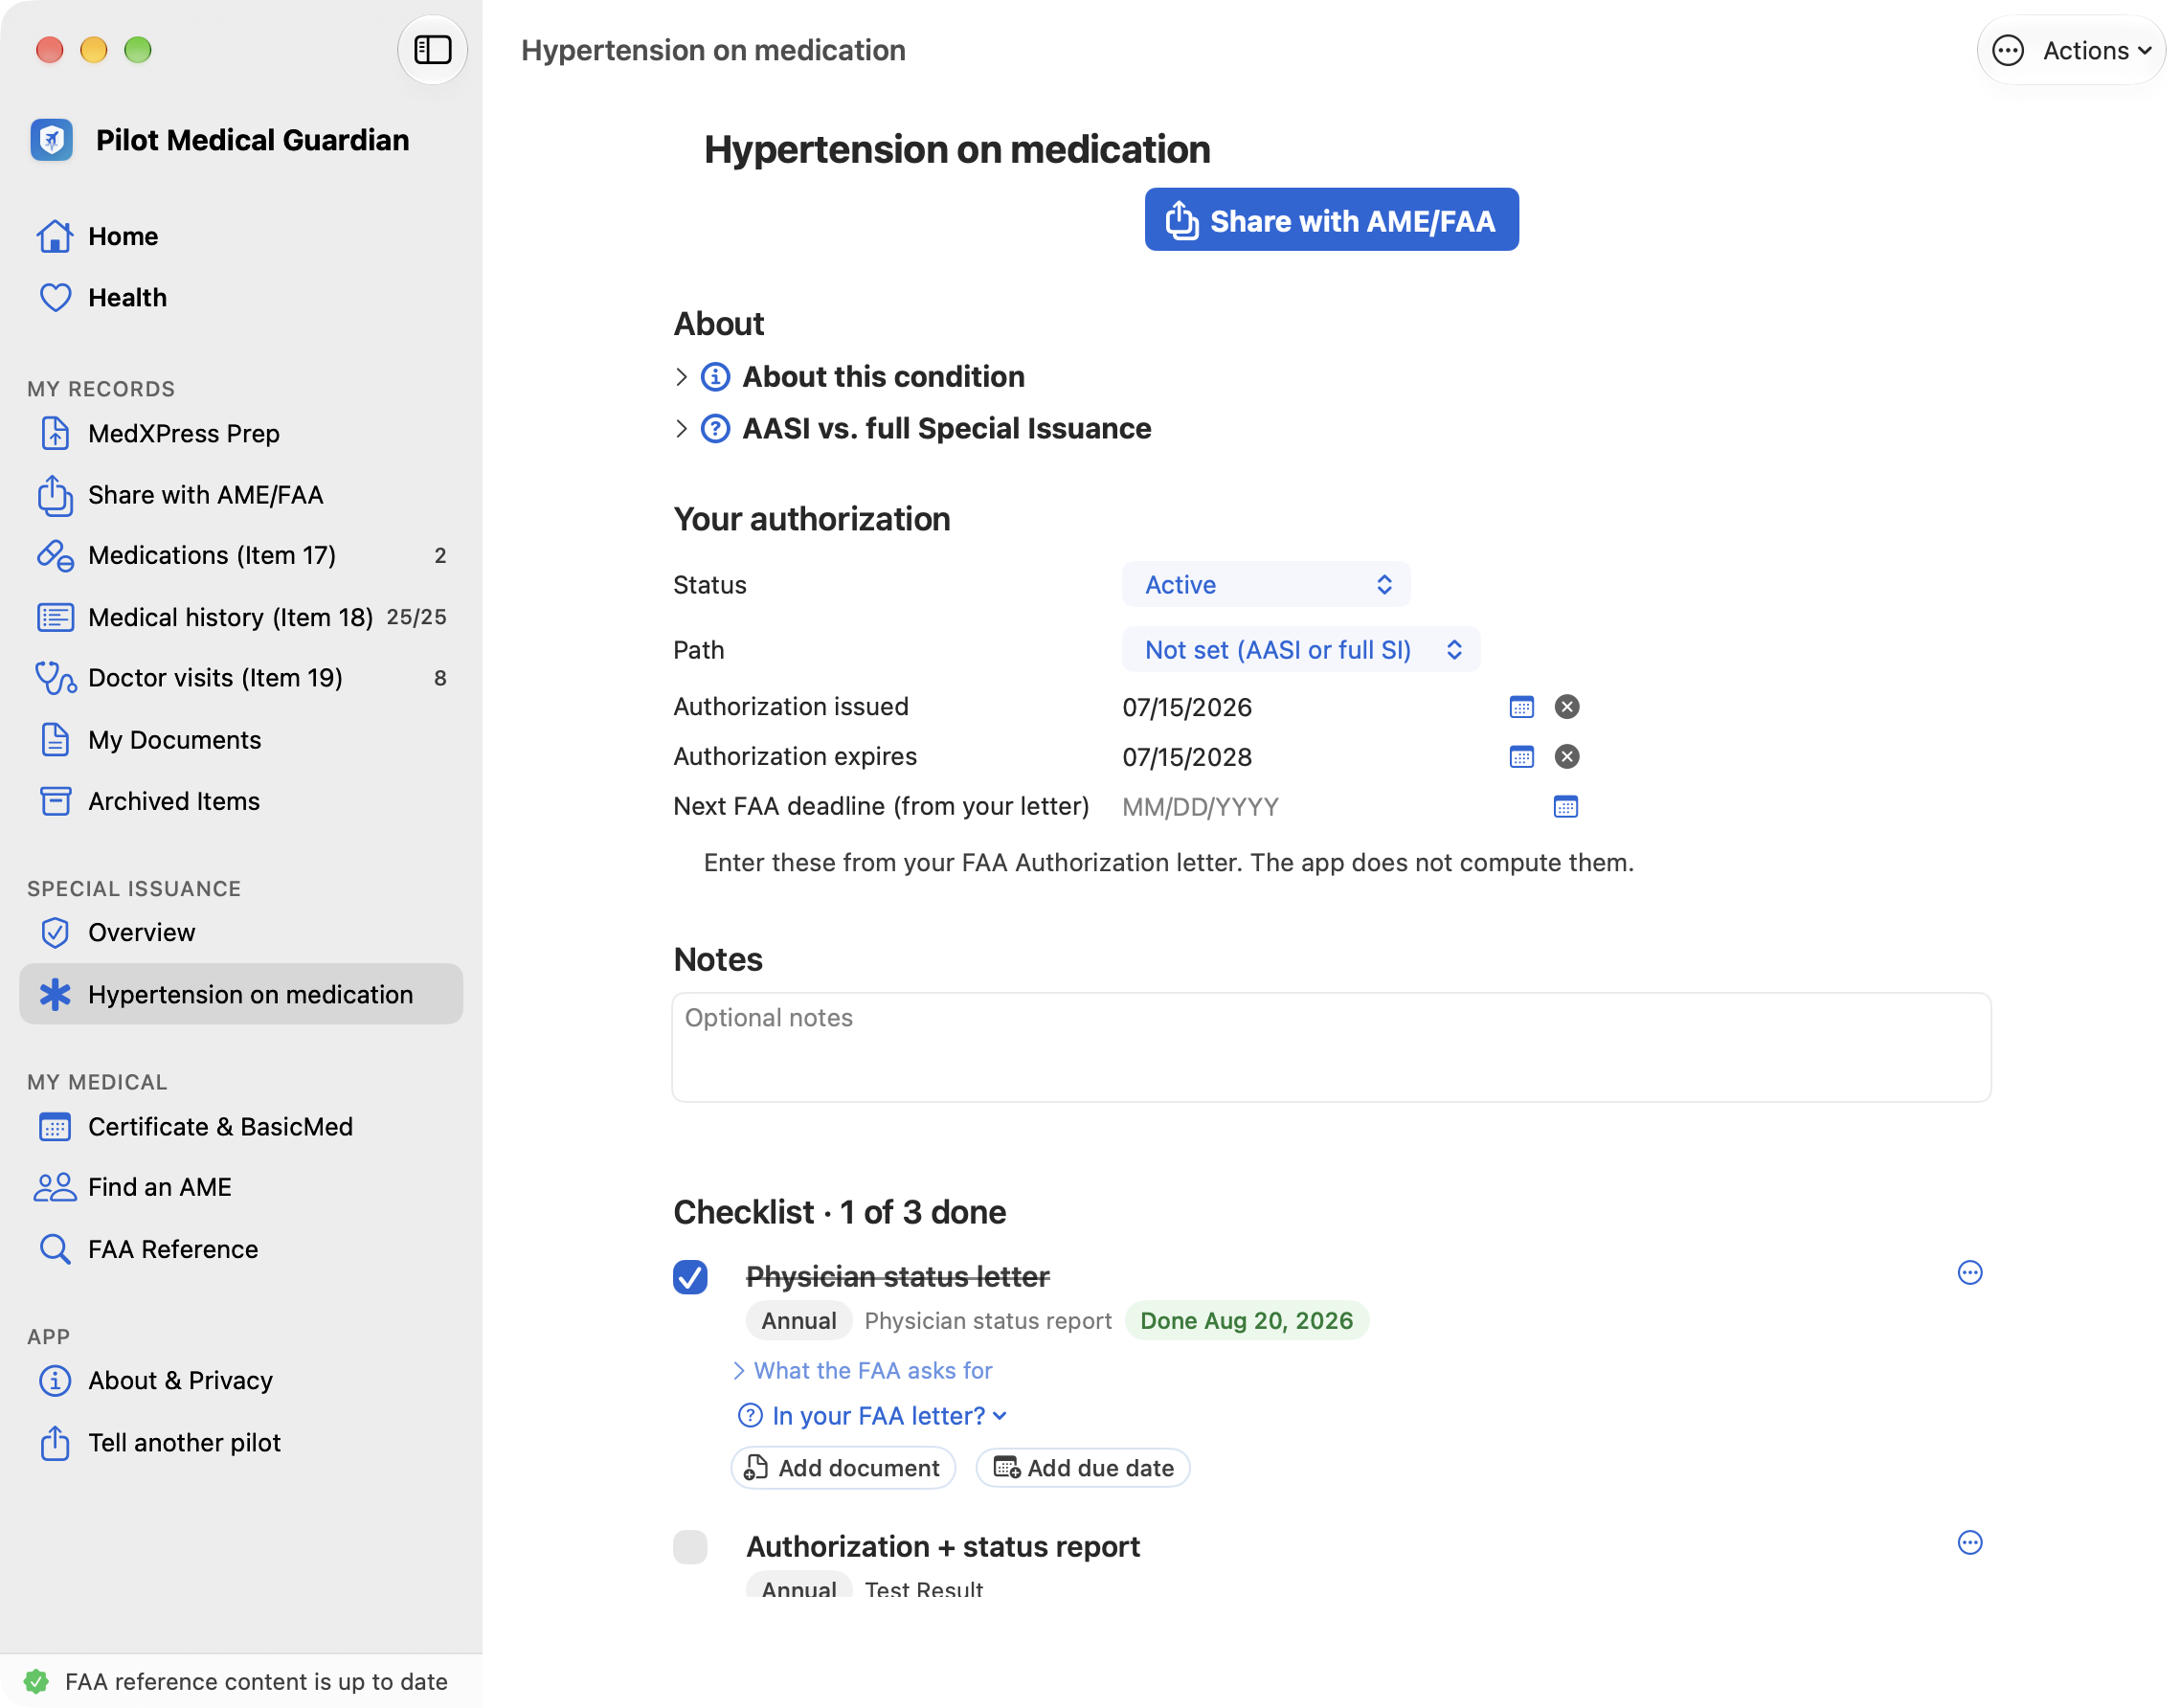 Pilot Medical Guardian
Home
Health
MY RECORDS
MedXPress Prep
Share with AME/FAA
Medications (Item 17) 2
Medical history (Item 18) 25/25
Doctor visits (Item 19) 8
My Documents
Archived Items
SPECIAL ISSUANCE
Overview
Hypertension on medication
MY MEDICAL
Certificate & BasicMed
Find an AME
FAA Reference
APP
About & Privacy
Tell another pilot
FAA reference content is up to date
Hypertension on medication
Actions
Hypertension on medication
Share with AME/FAA
About
About this condition
AASI vs. full Special Issuance
Your authorization
Status Active
Path Not set (AASI or full SI)
Authorization issued 07/15/2026
Authorization expires 07/15/2028
Next FAA deadline (from your letter) MM/DD/YYYY
Enter these from your FAA Authorization letter. The app does not compute them.
Notes
Optional notes
Checklist · 1 of 3 done
Physician status letter
Annual Physician status report Done Aug 20, 2026
What the FAA asks for
In your FAA letter?
Add document Add due date
Authorization + status report
Annual Test Result